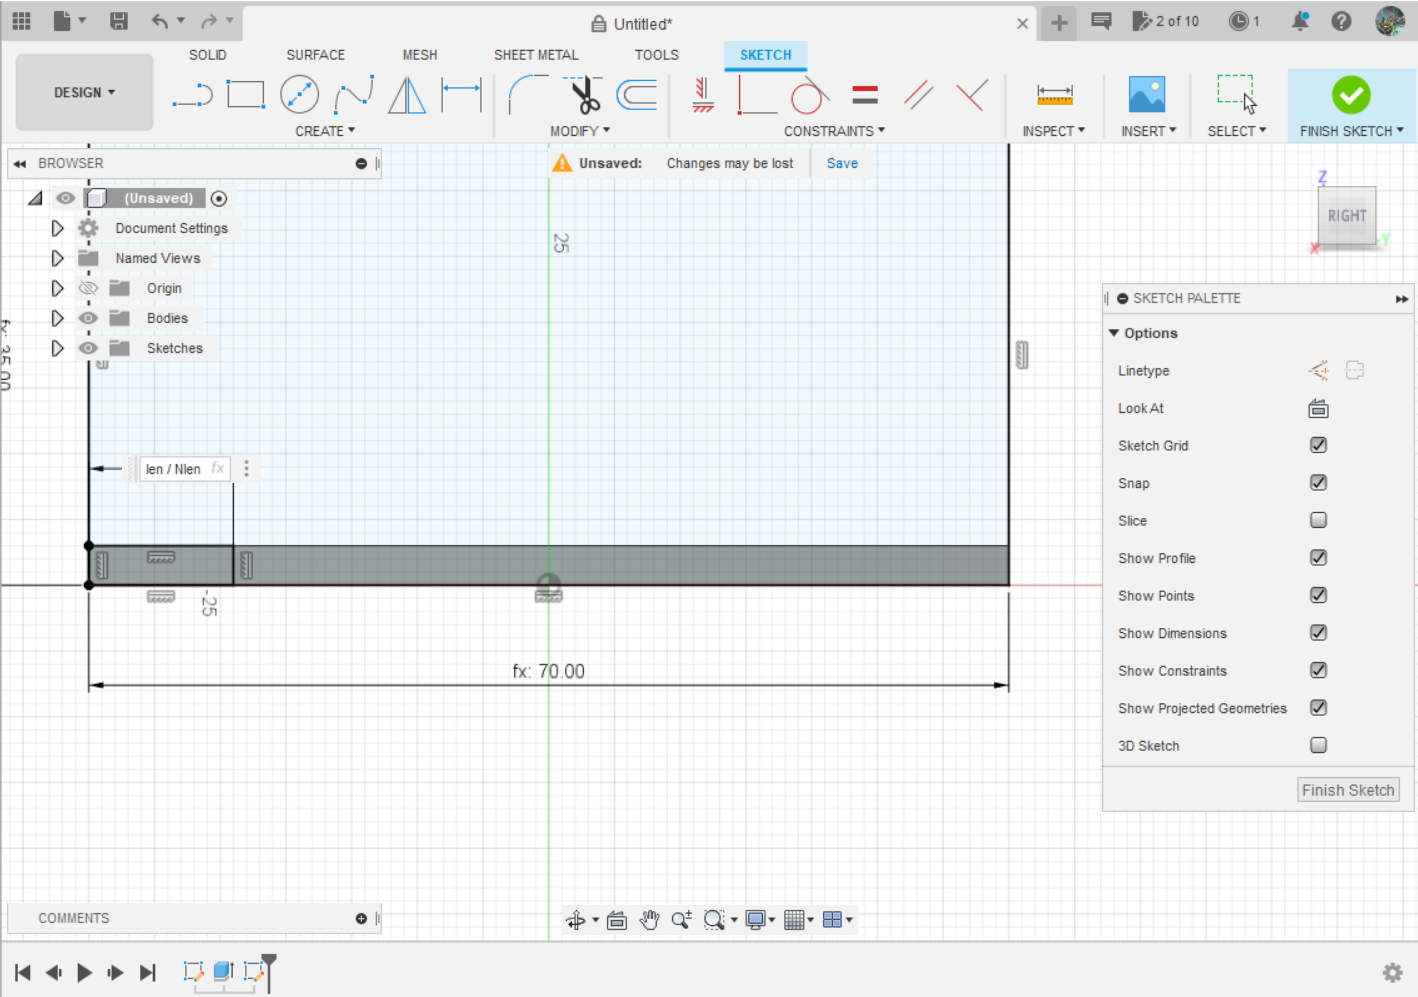 Untitled*
2 of 10
1
SOLID
SURFACE
MESH
SHEET METAL
TOOLS
SKETCH
DESIGN
CREATE
MODIFY
CONSTRAINTS
INSPECT
INSERT
SELECT
FINISH SKETCH
BROWSER
Unsaved:
Changes may be lost
Save
(Unsaved)
Document Settings
Named Views
Origin
Bodies
Sketches
25
Z
RIGHT
X
Y
SKETCH PALETTE
Options
Linetype
Look At
Sketch Grid
Snap
Slice
Show Profile
Show Points
Show Dimensions
Show Constraints
Show Projected Geometries
3D Sketch
Finish Sketch
fx: 35.00
len / Nlen
fx
-25
fx: 70.00
COMMENTS